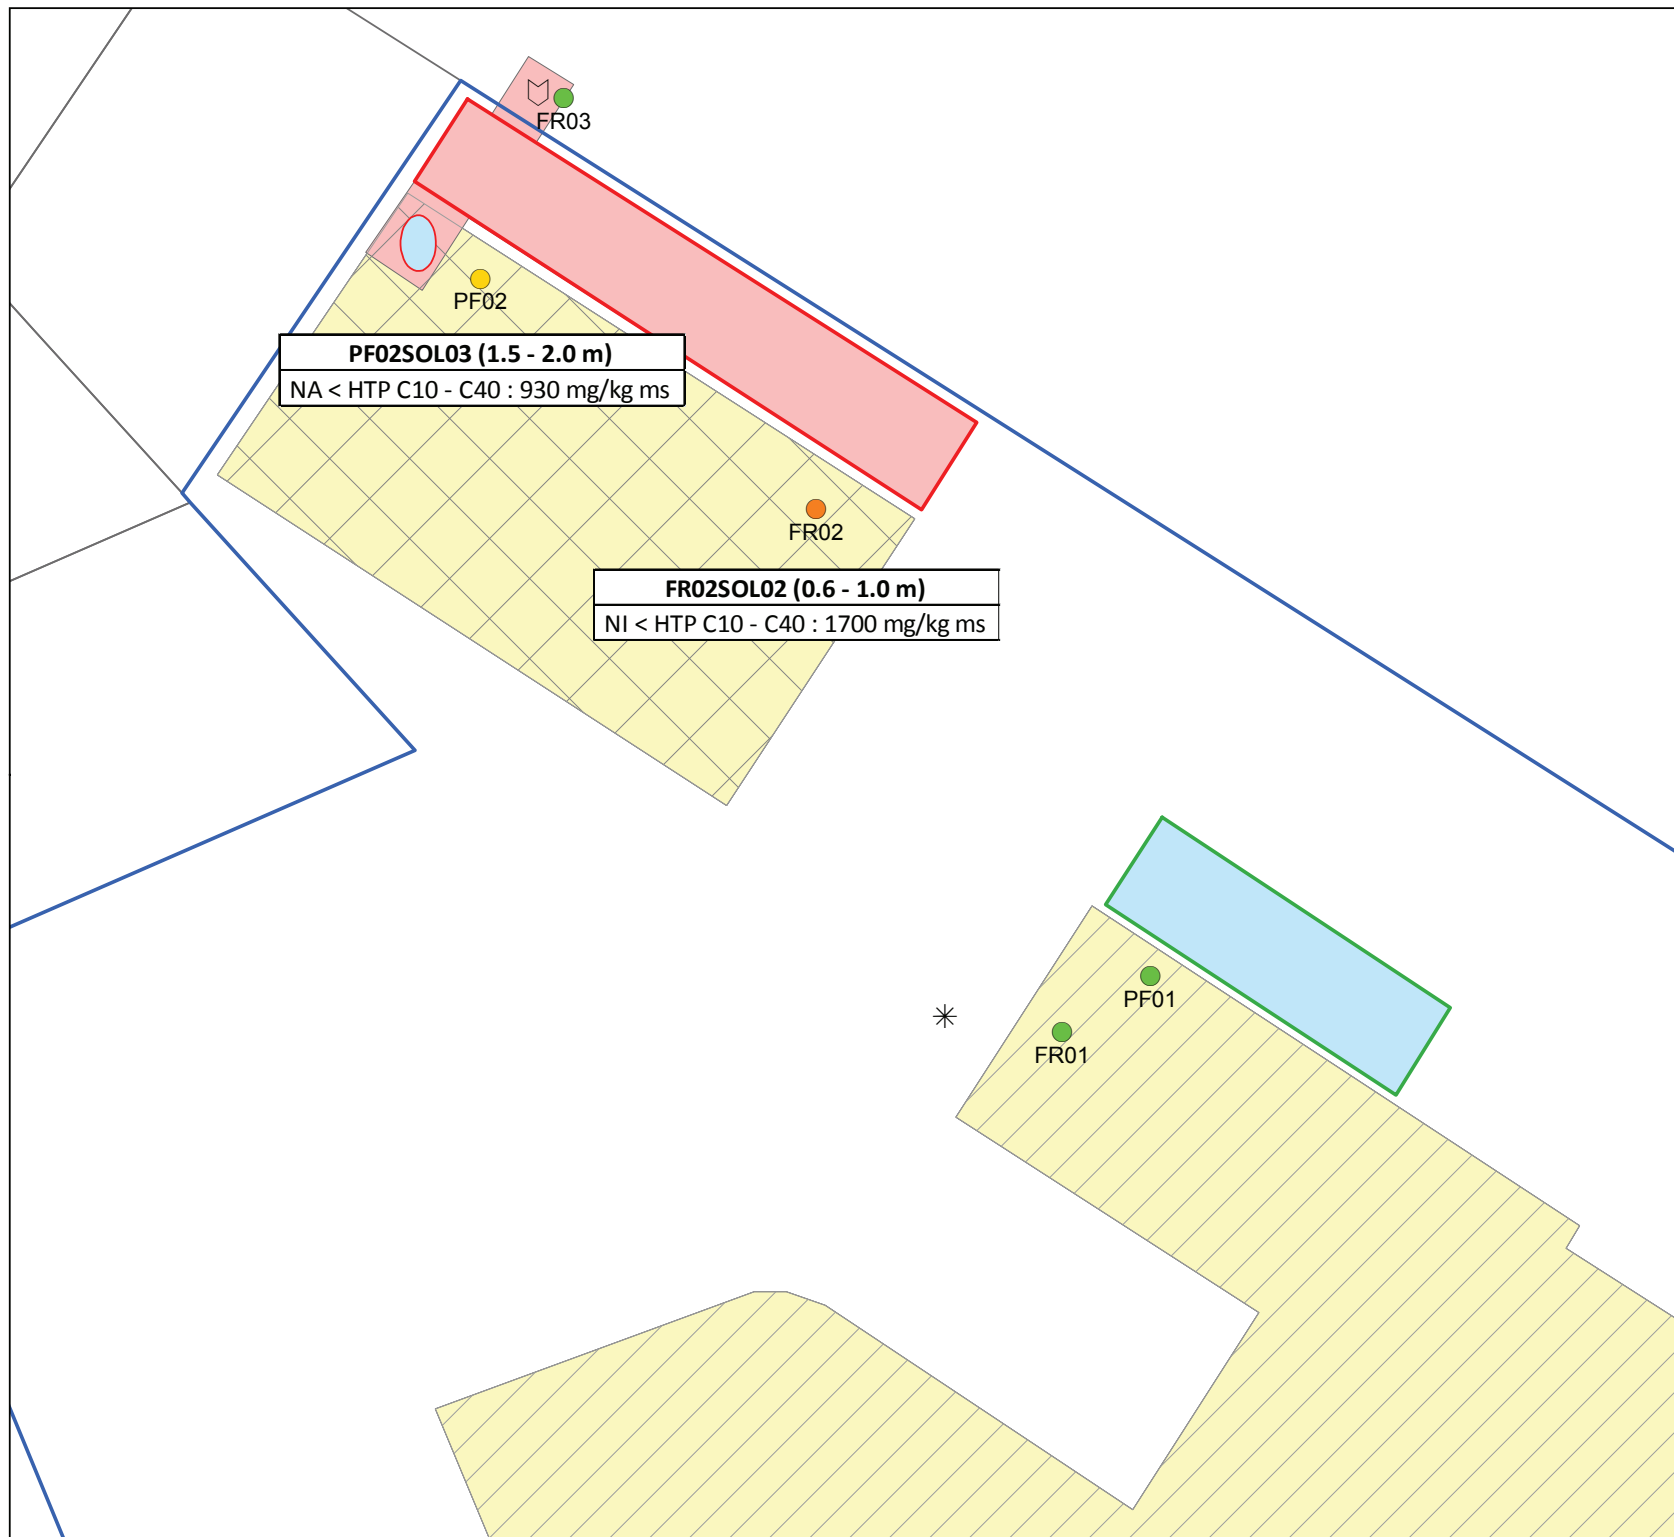 FR03
PF02
PF02SOL03 (1.5 - 2.0 m)
NA < HTP C10 - C40 : 930 mg/kg ms
FR02
FR02SOL02 (0.6 - 1.0 m)
NI < HTP C10 - C40 : 1700 mg/kg ms
PF01
FR01